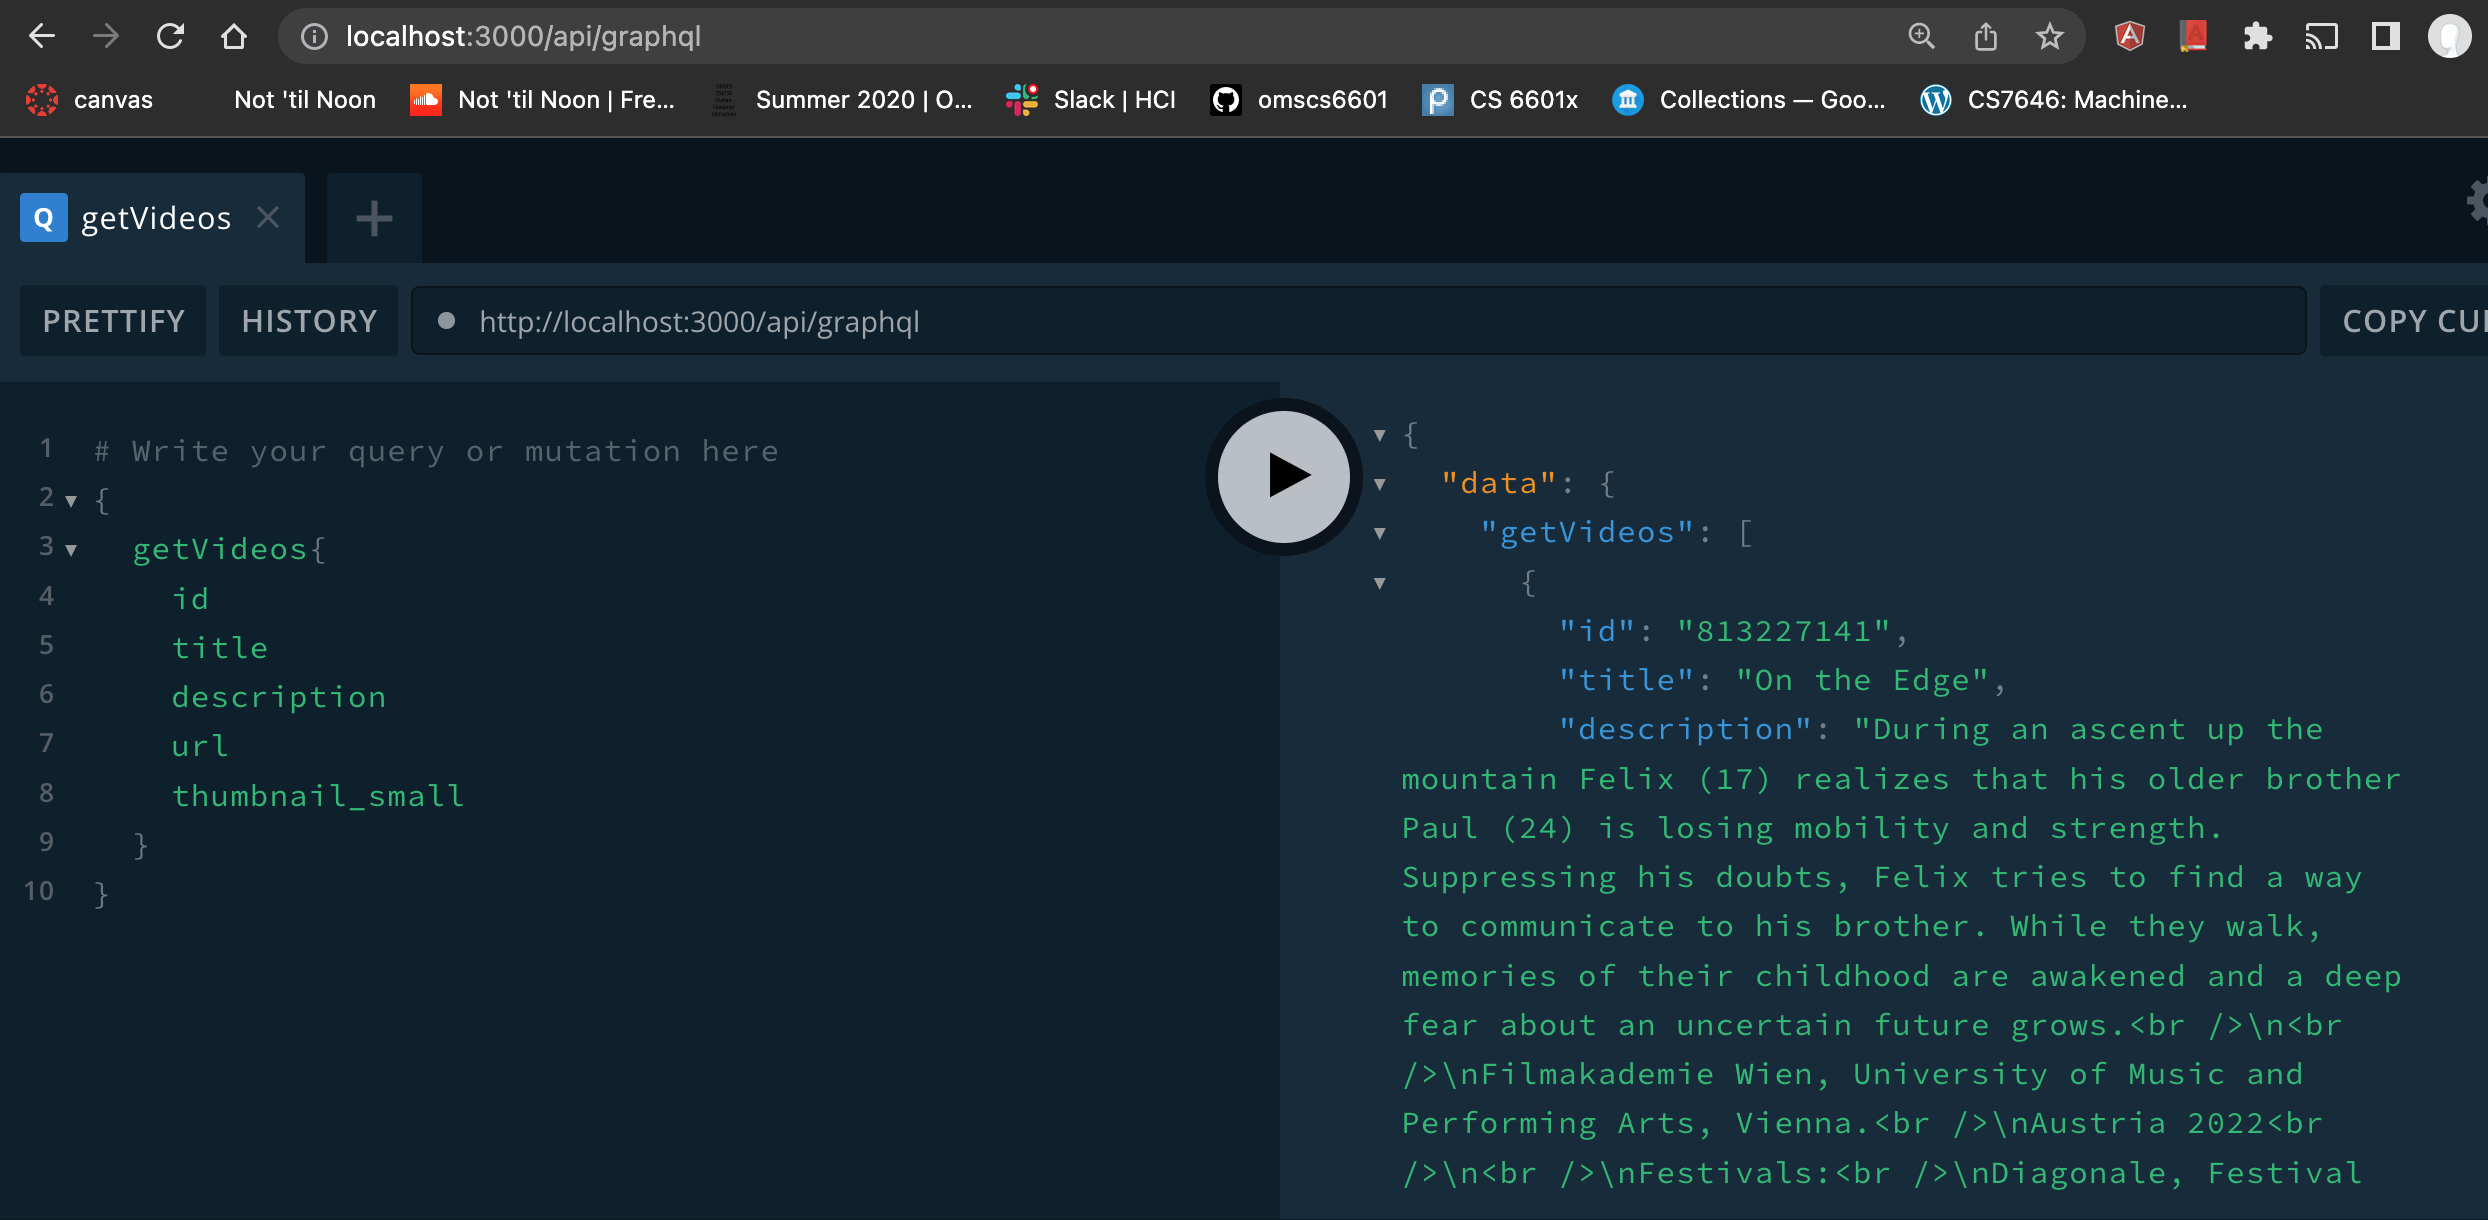 localhost:3000/api/graphql
canvas
Not 'til Noon
Not 'til Noon | Fre...
Summer 2020 | O...
Slack | HCI
omscs6601
CS 6601x
Collections — Goo...
CS7646: Machine...
Q getVideos
PRETTIFY
HISTORY
http://localhost:3000/api/graphql
COPY CU
1 # Write your query or mutation here
2 {
3 getVideos{
4 id
5 title
6 description
7 url
8 thumbnail_small
9 }
10 }
{
"data": {
"getVideos": [
{
"id": "813227141",
"title": "On the Edge",
"description": "During an ascent up the
mountain Felix (17) realizes that his older brother
Paul (24) is losing mobility and strength.
Suppressing his doubts, Felix tries to find a way
to communicate to his brother. While they walk,
memories of their childhood are awakened and a deep
fear about an uncertain future grows.<br />\n<br
/>\nFilmakademie Wien, University of Music and
Performing Arts, Vienna.<br />\nAustria 2022<br
/>\n<br />\nFestivals:<br />\nDiagonale, Festival